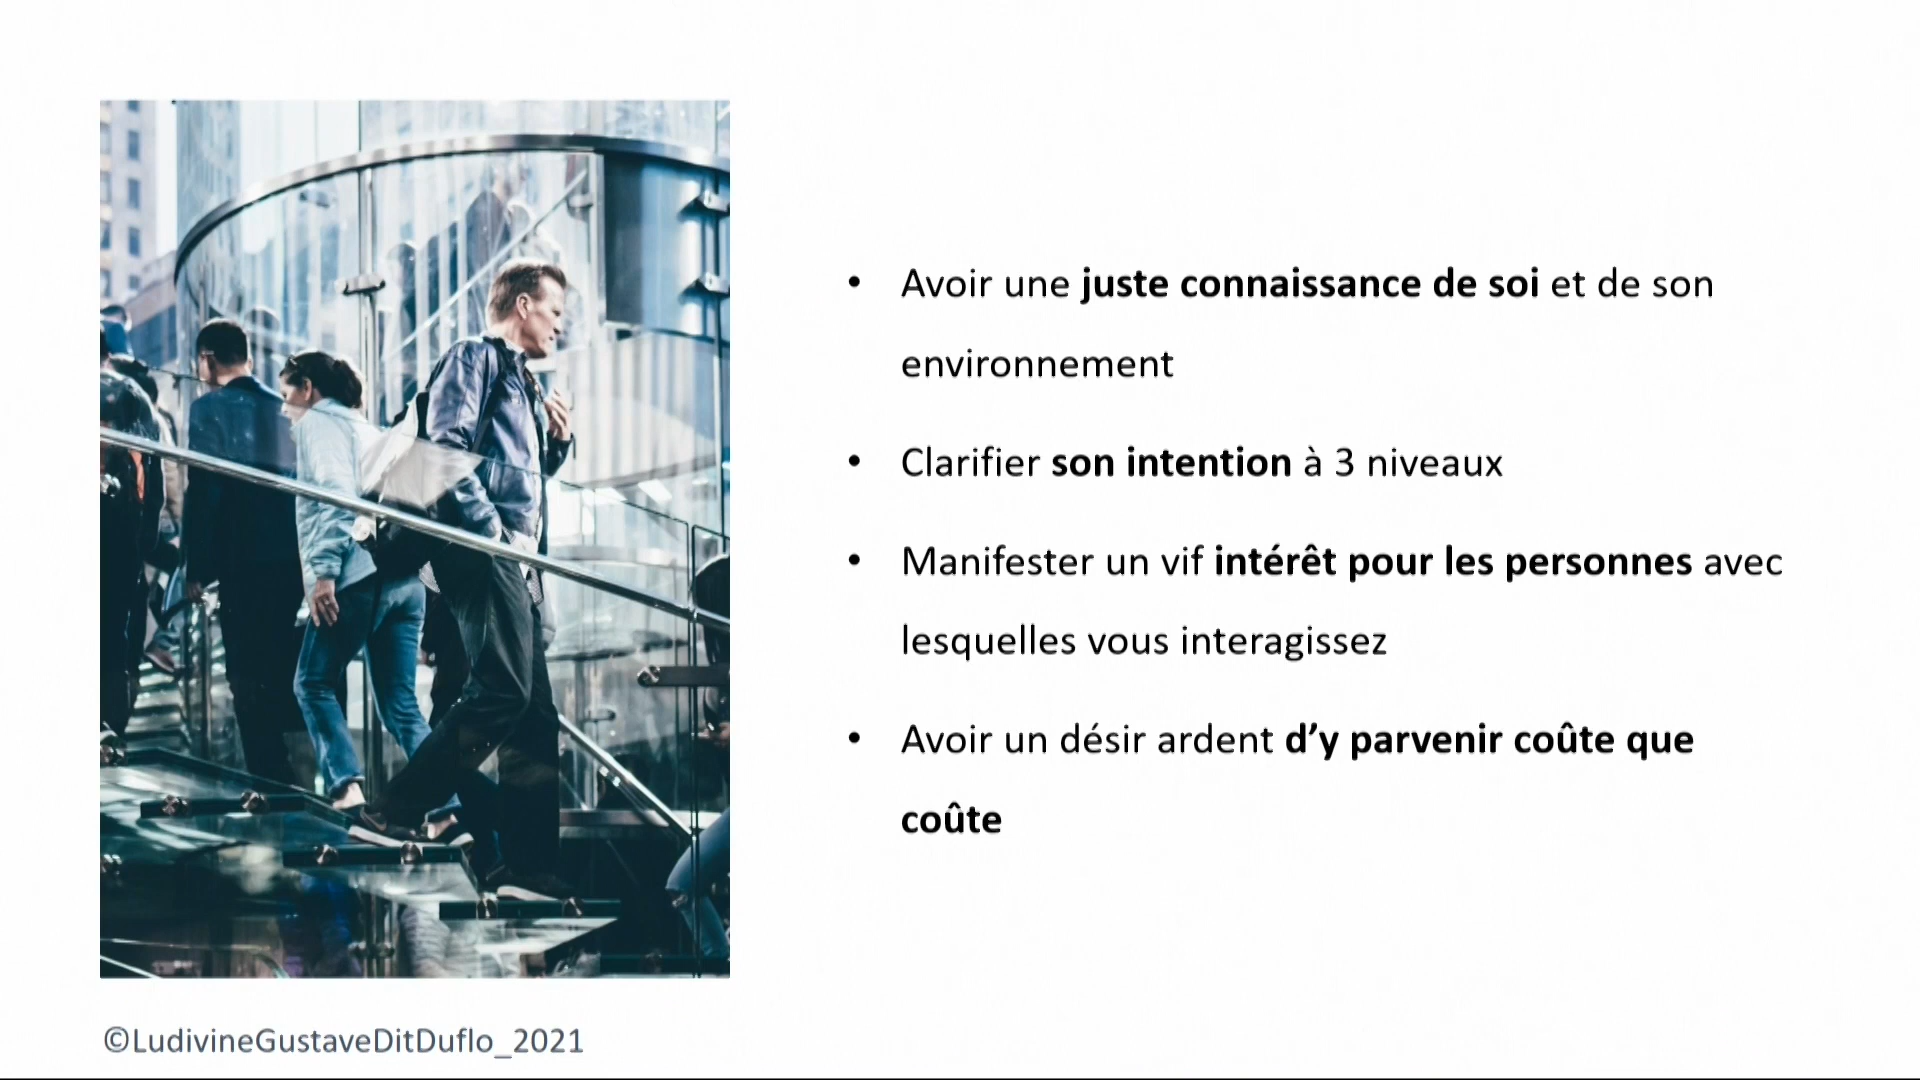 • Avoir une juste connaissance de soi et de son
environnement
• Clarifier son intention à 3 niveaux
• Manifester un vif intérêt pour les personnes avec
lesquelles vous interagissez
• Avoir un désir ardent d’y parvenir coûte que
coûte
©LudivineGustaveDitDuflo_2021